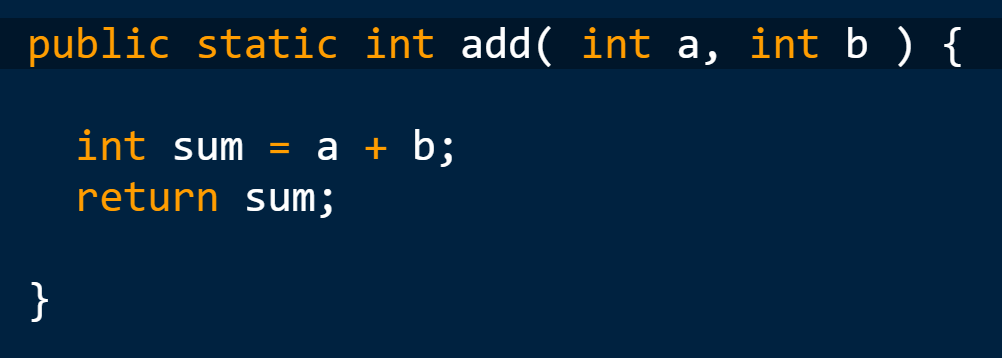 public static int add( int a, int b ) {
int sum = a + b;
return sum;
}